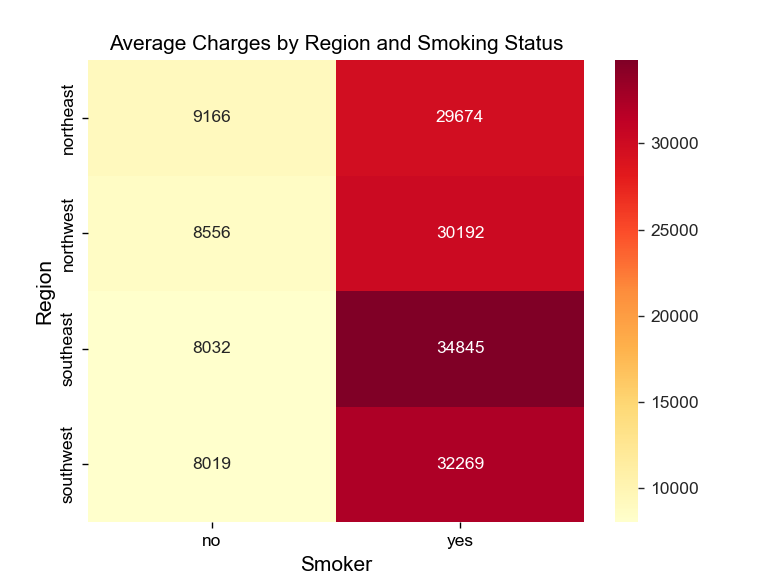 Average Charges by Region and Smoking Status
northeast
9166
29674
northwest
8556
30192
southeast
8032
34845
southwest
8019
32269
Region
no
yes
Smoker
30000
25000
20000
15000
10000